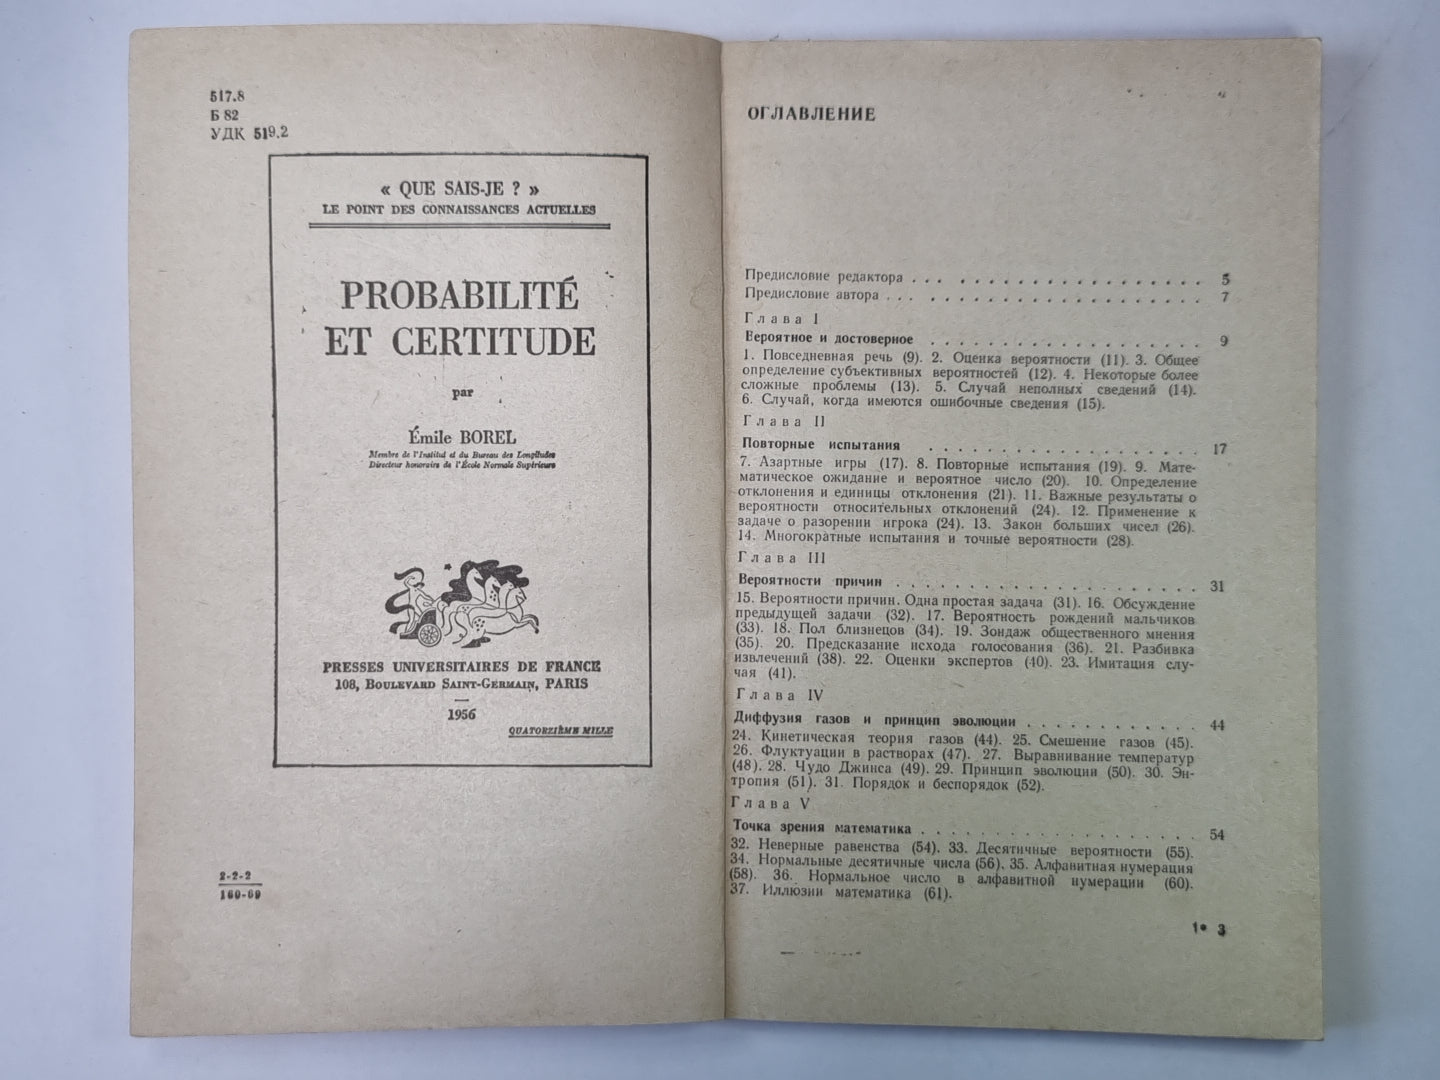 517.8
Б 82
УДК 519.2
« QUE SAIS-JE ? »
LE POINT DES CONNAISSANCES ACTUELLES
PROBABILITÉ
ET CERTITUDE
par
Émile BOREL
Membre de l'Institut et du Bureau des Longitudes
Directeur honoraire de l'École Normale Supérieure
PRESSES UNIVERSITAIRES DE FRANCE
108, BOULEVARD SAINT-GERMAIN, PARIS
1956
QUATORZIÈME MILLE
2-2-2
160-69
ОГЛАВЛЕНИЕ
Предисловие редактора . . . . . . . . . . . . . . . . . . . . 5
Предисловие автора . . . . . . . . . . . . . . . . . . . . . 7
Глава I
Вероятное и достоверное . . . . . . . . . . . . . . . . . . 9
1. Повседневная речь (9). 2. Оценка вероятности (11). 3. Общее
определение субъективных вероятностей (12). 4. Некоторые более
сложные проблемы (13). 5. Случай неполных сведений (14).
6. Случай, когда имеются ошибочные сведения (15).
Глава II
Повторные испытания . . . . . . . . . . . . . . . . . . . 17
7. Азартные игры (17). 8. Повторные испытания (19). 9. Мате-
матическое ожидание и вероятное число (20). 10. Определение
отклонения и единицы отклонения (21). 11. Важные результаты о
вероятности относительных отклонений (24). 12. Применение к
задаче о разорении игрока (24). 13. Закон больших чисел (26).
14. Многократные испытания и точные вероятности (28).
Глава III
Вероятности причин . . . . . . . . . . . . . . . . . . . . 31
15. Вероятности причин. Одна простая задача (31). 16. Обсуждение
предыдущей задачи (32). 17. Вероятность рождений мальчиков
(33). 18. Пол близнецов (34). 19. Зондаж общественного мнения
(35). 20. Предсказание исхода голосования (36). 21. Разбивка
извлечений (38). 22. Оценки экспертов (40). 23. Имитация слу-
чая (41).
Глава IV
Диффузия газов и принцип эволюции . . . . . . . . . . . . 44
24. Кинетическая теория газов (44). 25. Смешение газов (45).
26. Флуктуации в растворах (47). 27. Выравнивание температур
(48). 28. Чудо Джинса (49). 29. Принцип эволюции (50). 30. Эн-
тропия (51). 31. Порядок и беспорядок (52).
Глава V
Точка зрения математика . . . . . . . . . . . . . . . . . . 54
32. Неверные равенства (54). 33. Десятичные вероятности (55).
34. Нормальные десятичные числа (56). 35. Алфавитная нумерация
(58). 36. Нормальное число в алфавитной нумерации (60).
37. Иллюзии математика (61).
1* 3